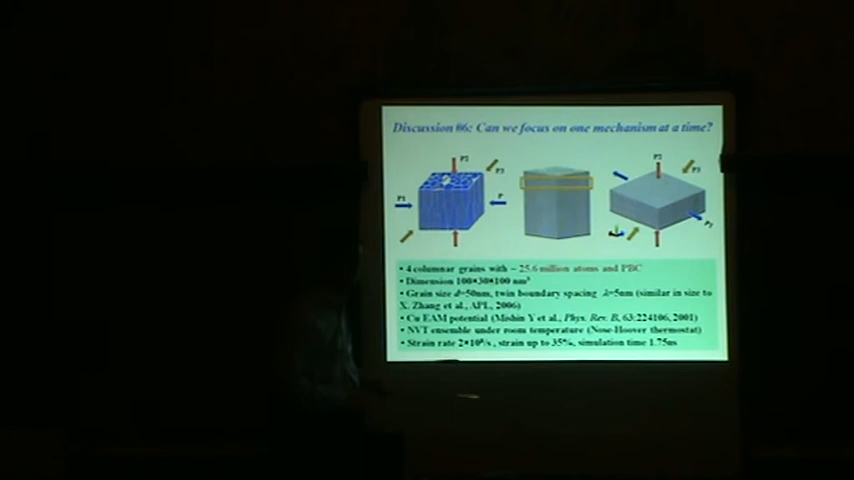 Discussion #6: Can we focus on one mechanism at a time?
P2
P3
P1
P
P2
P3
P1
• 4 columnar grains with ~ 25.6 million atoms and PBC
• Dimension 100*30*100 nm³
• Grain size d=50nm, twin boundary spacing λ=5nm (similar in size to
X. Zhang et al., APL, 2006)
• Cu EAM potential (Mishin Y et al., Phys. Rev. B, 63:224106, 2001)
• NVT ensemble under room temperature (Nose-Hoover thermostat)
• Strain rate 2*10⁸/s, strain up to 35%, simulation time 1.75ns